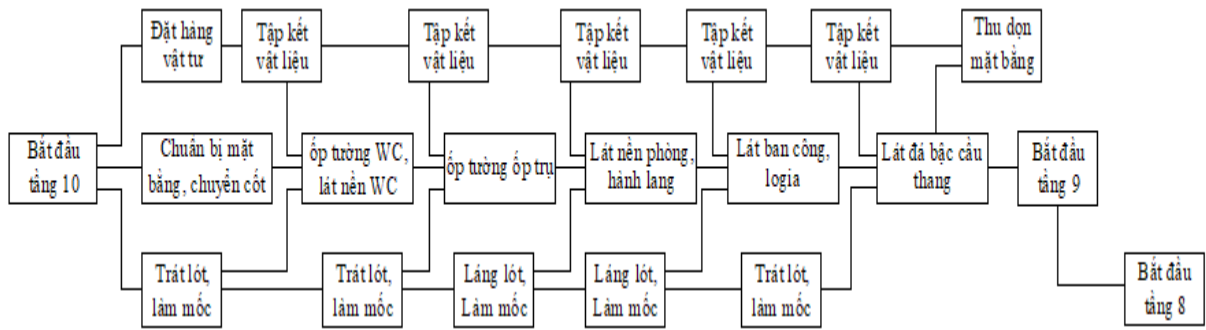 Đặt hàng
vật tư
Tập kết
vật liệu
Tập kết
vật liệu
Tập kết
vật liệu
Tập kết
vật liệu
Tập kết
vật liệu
Thu dọn
mặt bằng
Bắt đầu
tầng 10
Chuẩn bị mặt
bằng, chuyển cốt
ốp tường WC,
lát nền WC
ốp tường ốp trụ
Lát nền phòng,
hành lang
Lát ban công,
logia
Lát đá bậc cầu
thang
Bắt đầu
tầng 9
Trát lót,
làm mốc
Trát lót,
làm mốc
Láng lót,
Làm mốc
Láng lót,
Làm mốc
Trát lót,
làm mốc
Bắt đầu
tầng 8